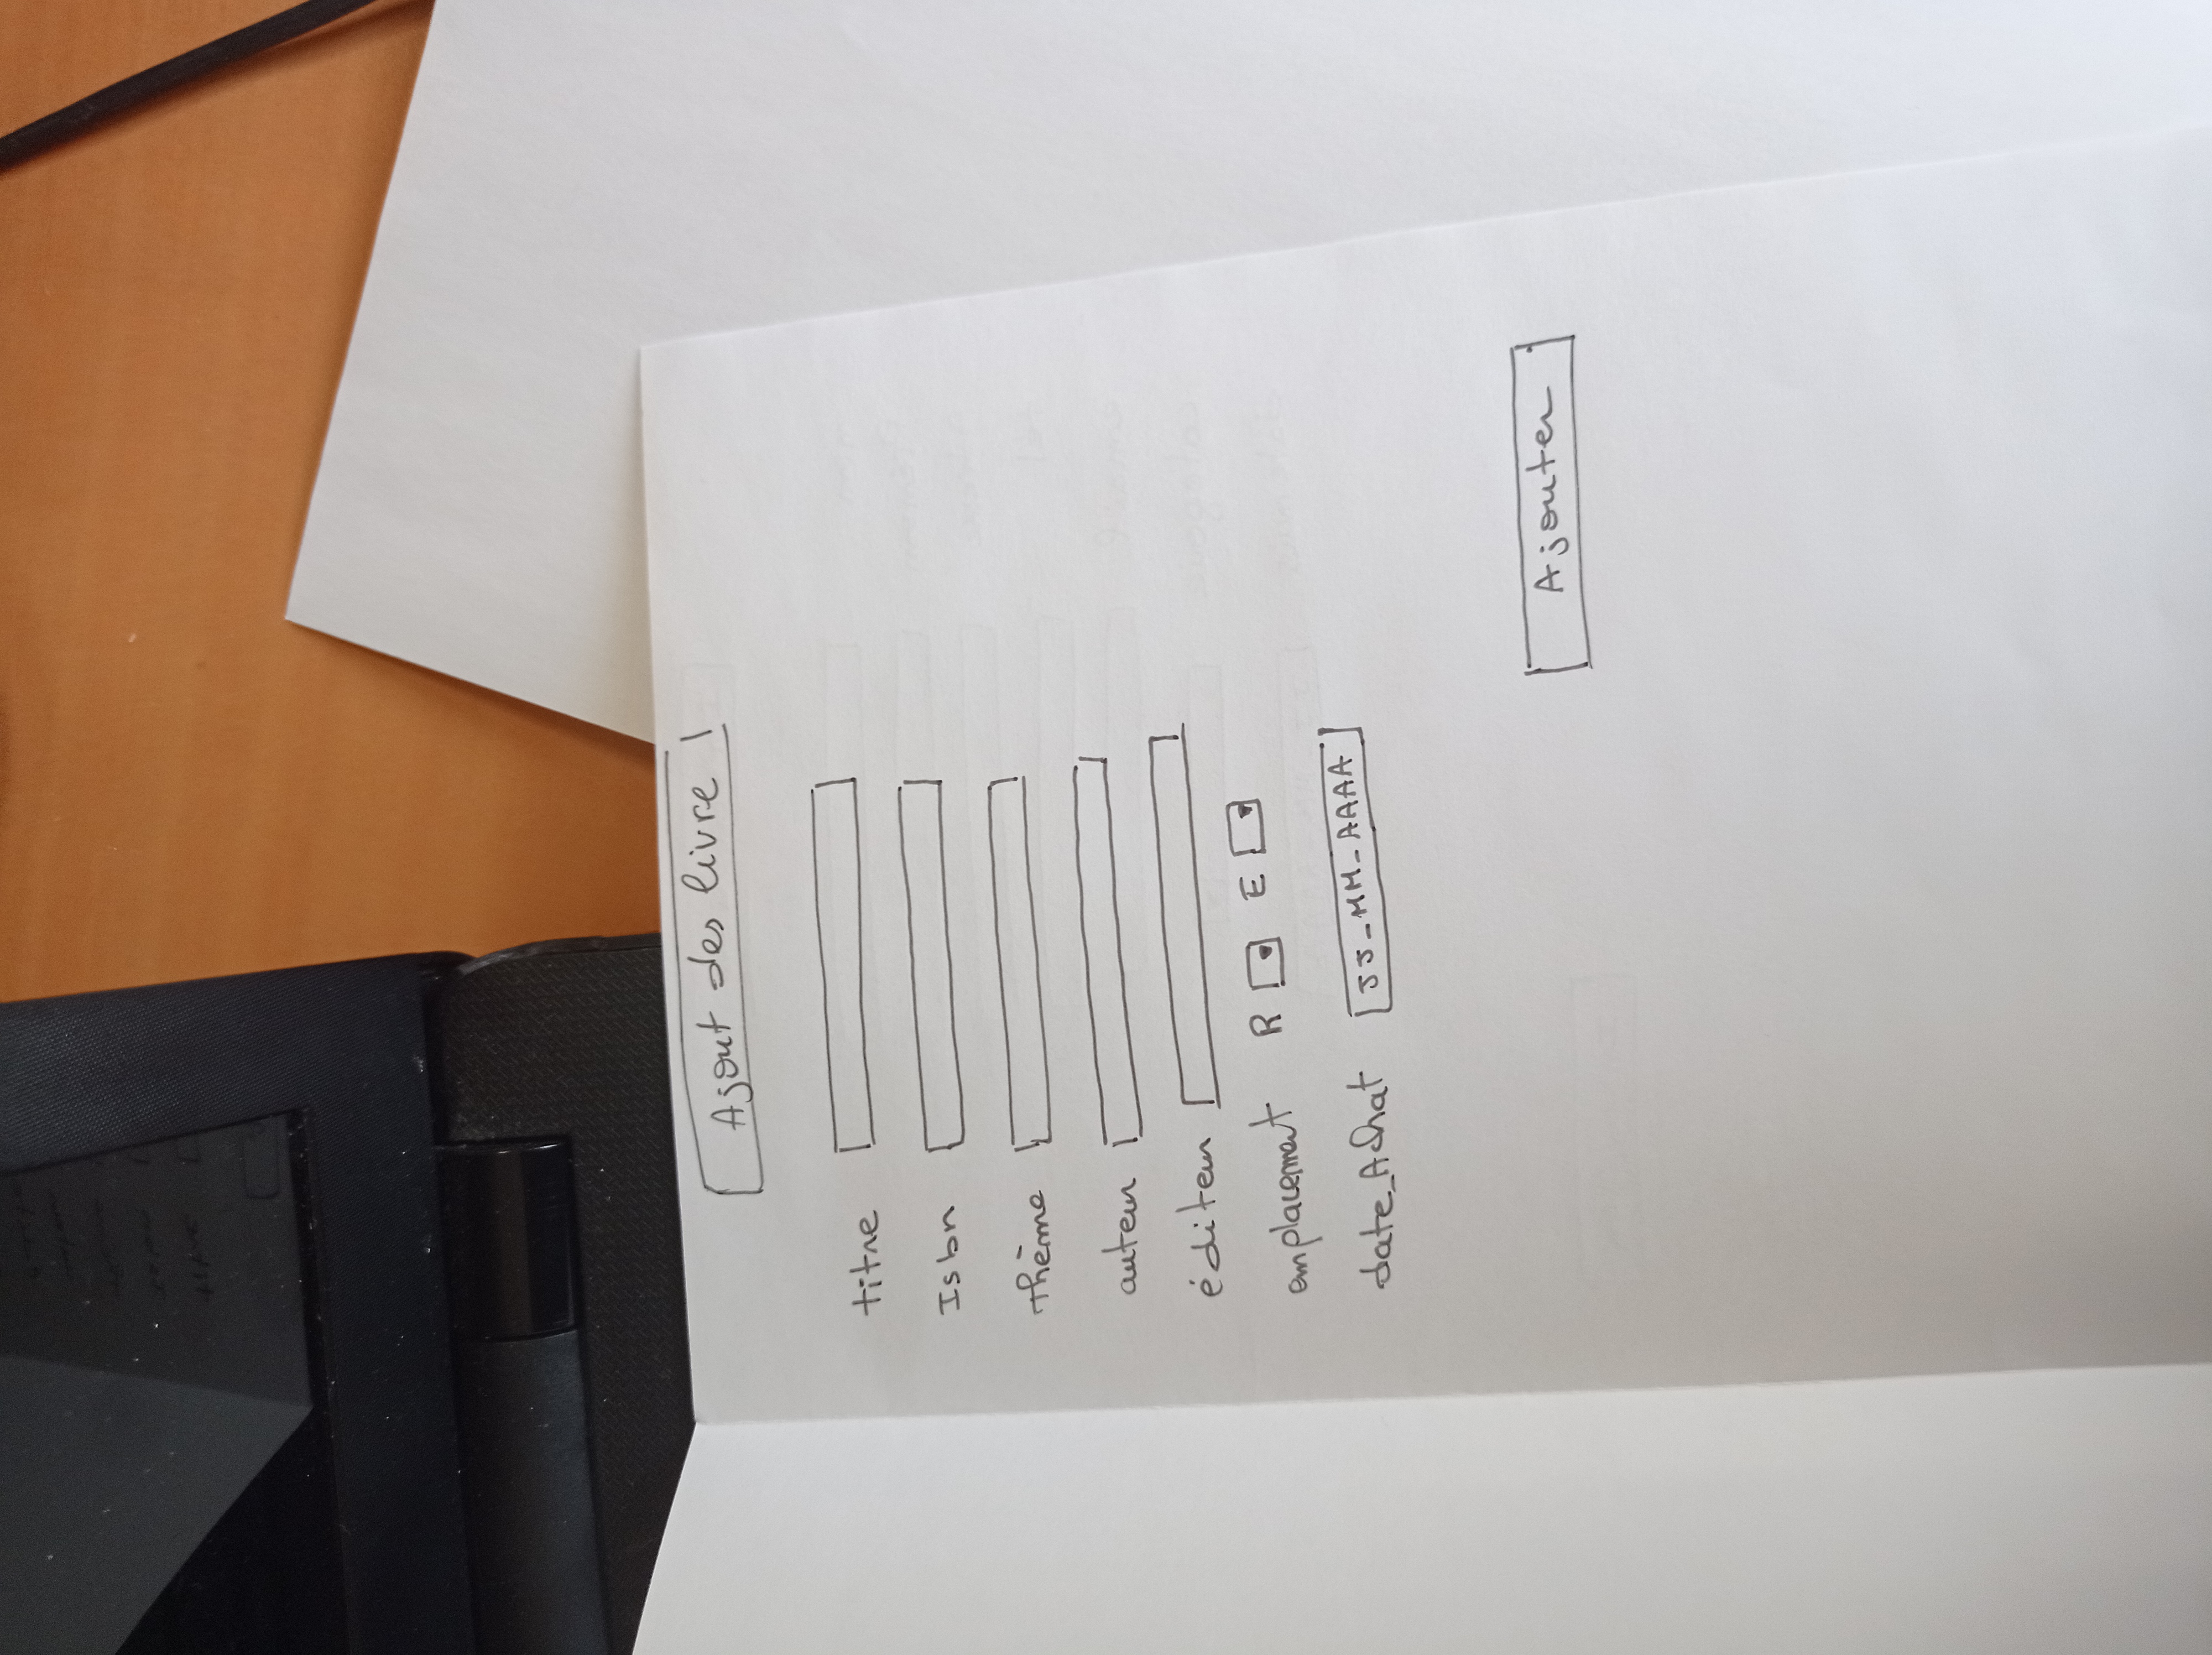 Ajout des livre
titre
Isbn
thème
auteur
éditeur
emplacement R E
date_Achat JJ-MM-AAAA
Ajouter